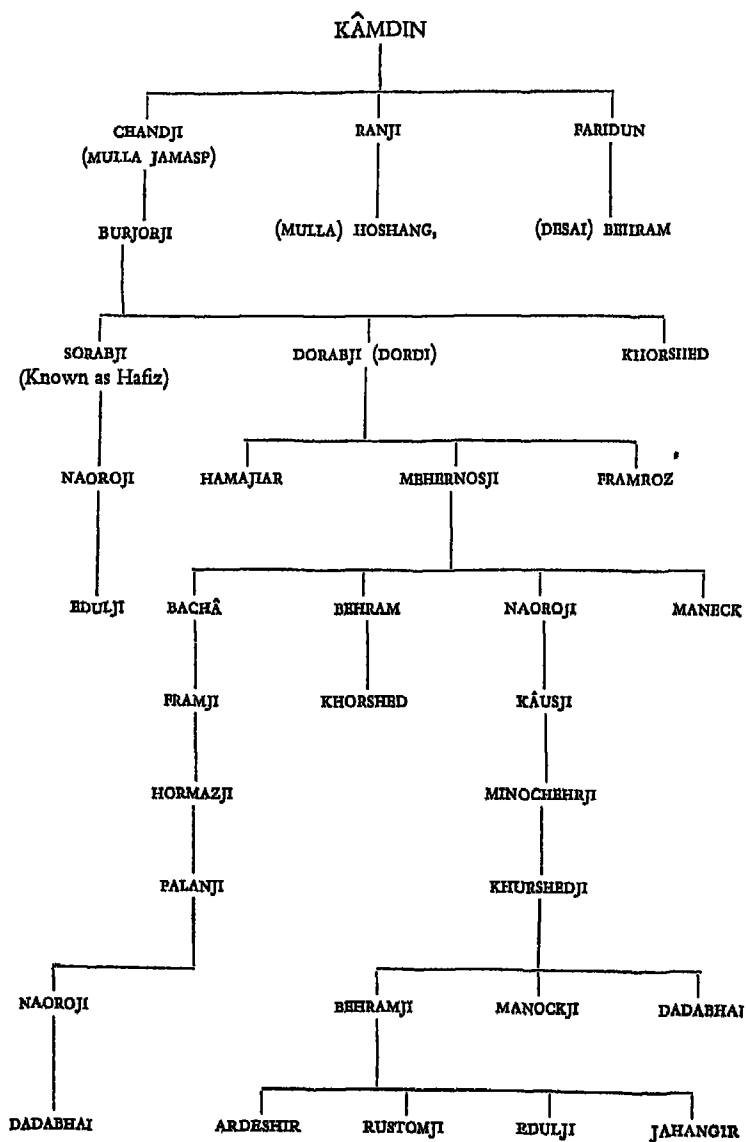 KÂMDIN
CHANDJI RANJI FARIDUN
(MULLA JAMASP)
BURJORJI (MULLA) HOSHANG, (DESAI) BEHRAM
SORABJI DORABJI (DORDI) KHORSHED
(Known as Hafiz)
NAOROJI HAMAJIAR MEHERNOSJI FRAMROZ
EDULJI BACHÂ BEHRAM NAOROJI MANECK
FRAMJI KHORSHED KÂUSJI
HORMAZJI MINOCHEHRJI
PALANJI KHURSHEDJI
NAOROJI BEHRAMJI MANOCKJI DADABHAI
DADABHAI ARDESHIR RUSTOMJI EDULJI JAHANGIR